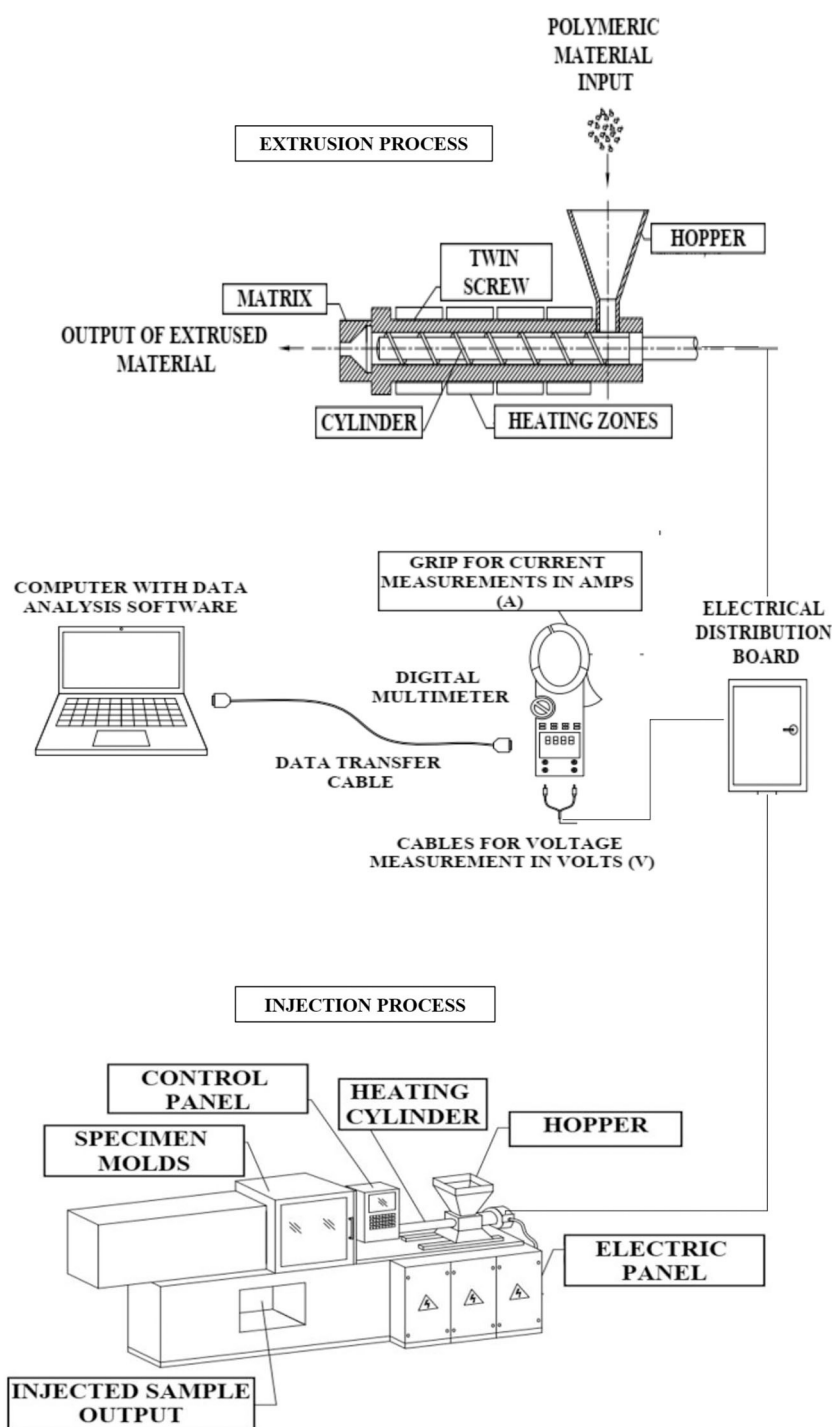 POLYMERIC
MATERIAL
INPUT
EXTRUSION PROCESS
HOPPER
TWIN
SCREW
MATRIX
OUTPUT OF EXTRUSED
MATERIAL
CYLINDER
HEATING ZONES
GRIP FOR CURRENT
MEASUREMENTS IN AMPS
(A)
COMPUTER WITH DATA
ANALYSIS SOFTWARE
ELECTRICAL
DISTRIBUTION
BOARD
DIGITAL
MULTIMETER
8888
DATA TRANSFER
CABLE
CABLES FOR VOLTAGE
MEASUREMENT IN VOLTS (V)
INJECTION PROCESS
CONTROL
PANEL
HEATING
CYLINDER
HOPPER
SPECIMEN
MOLDS
ELECTRIC
PANEL
INJECTED SAMPLE
OUTPUT